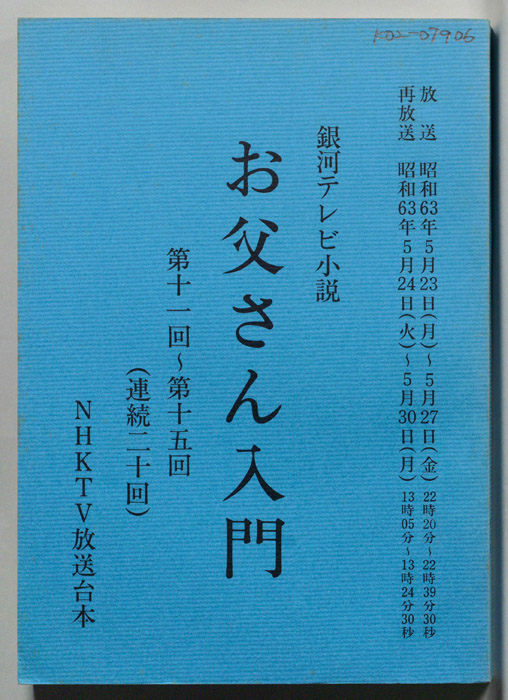 K02-07906
放送 昭和63年5月23日(月)〜5月27日(金) 22時20分〜22時39分30秒
再放送 昭和63年5月24日(火)〜5月30日(月) 13時05分〜13時24分30秒
銀河テレビ小説
お父さん入門
第十一回〜第十五回
(連続二十回)
NHKTV放送台本